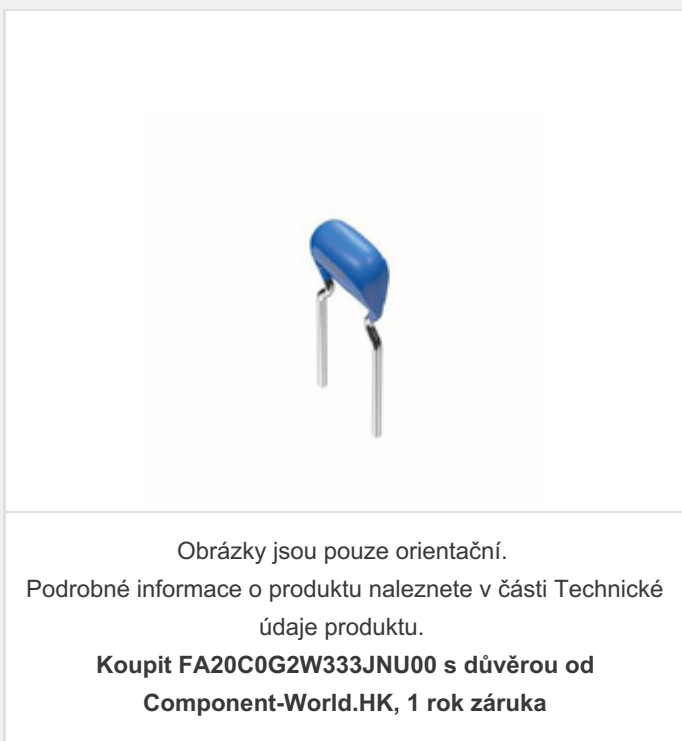 Obrázky jsou pouze orientační.
Podrobné informace o produktu naleznete v části Technické
údaje produktu.
Koupit FA20C0G2W333JNU00 s důvěrou od
Component-World.HK, 1 rok záruka